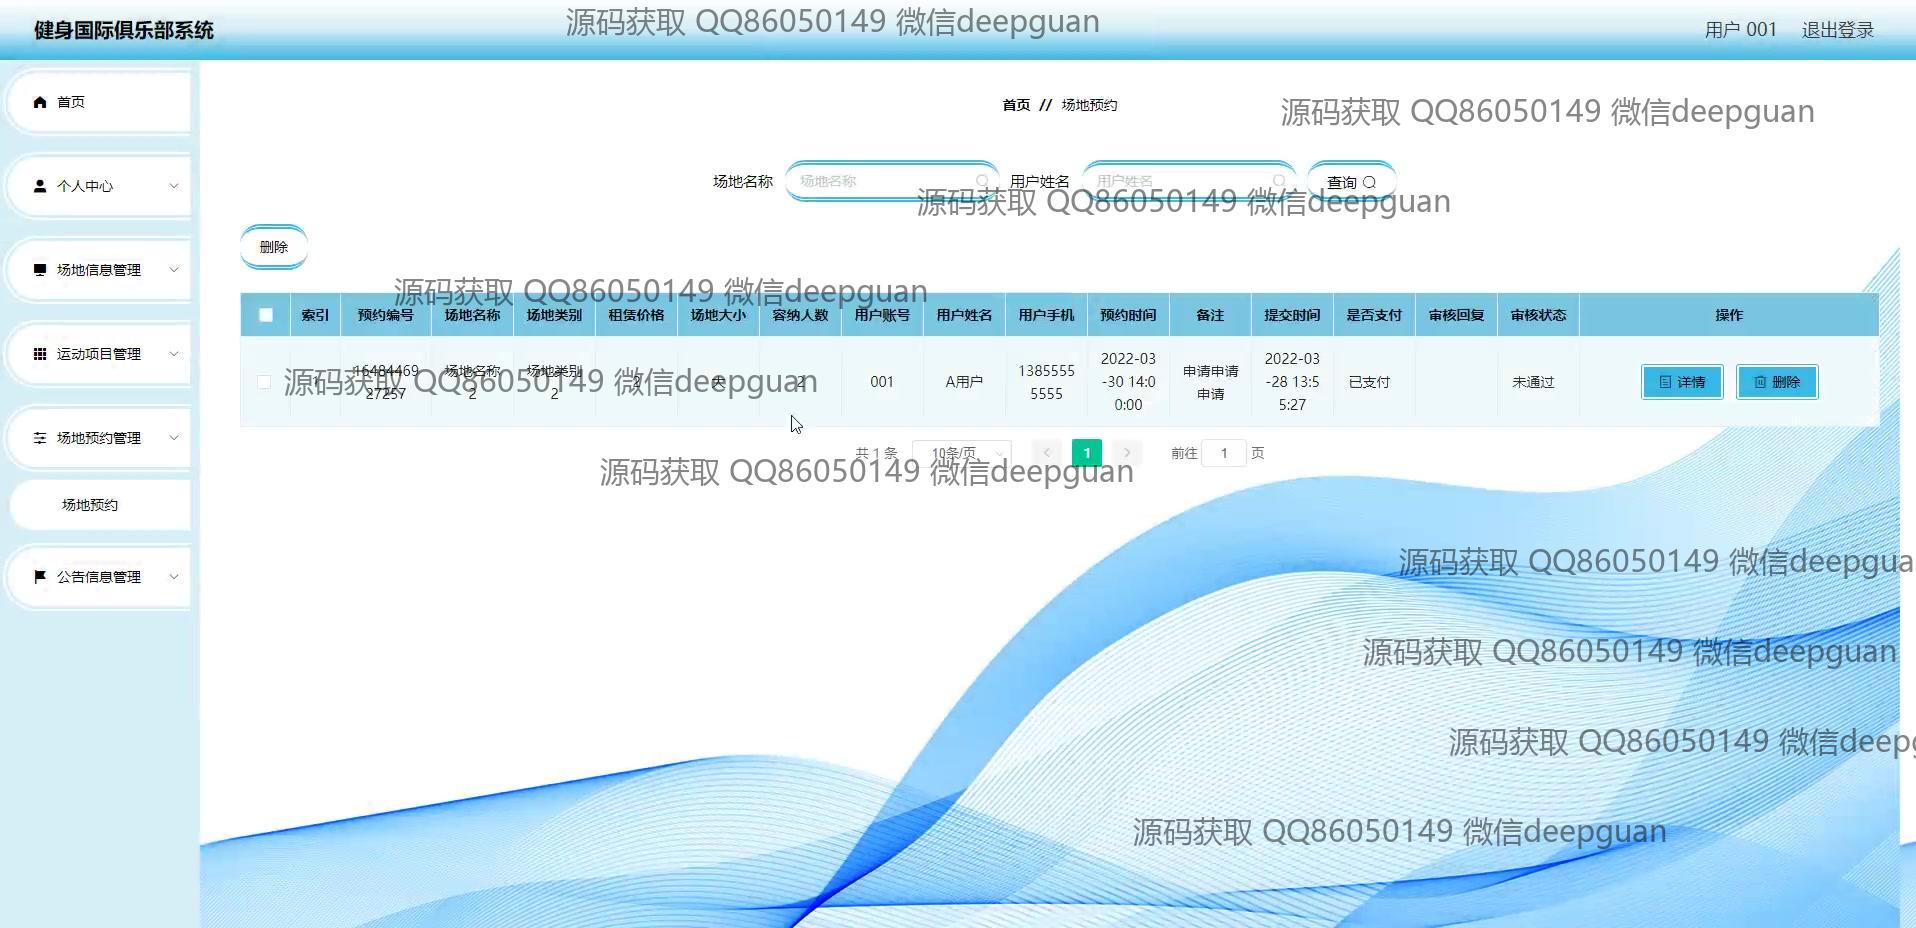 健身国际俱乐部系统
源码获取 QQ86050149 微信deepguan
用户 001 退出登录
首页
个人中心
场地信息管理
运动项目管理
场地预约管理
场地预约
公告信息管理
首页 // 场地预约
源码获取 QQ86050149 微信deepguan
场地名称 场地名称 用户姓名 用户姓名 查询
源码获取 QQ86050149 微信deepguan
删除
源码获取 QQ86050149 微信deepguan
索引 预约编号 场地名称 场地类别 租赁价格 场地大小 容纳人数 用户账号 用户姓名 用户手机 预约时间 备注 提交时间 是否支付 审核回复 审核状态 操作
1 1648446927257 场地名称2 场地类别2 2 大 2 001 A用户 13855555555 2022-03-30 14:00:00 申请申请申请 2022-03-28 13:55:27 已支付 未通过 详情 删除
源码获取 QQ86050149 微信deepguan
共 1 条 10条/页 1 前往 1 页
源码获取 QQ86050149 微信deepguan
源码获取 QQ86050149 微信deepgua
源码获取 QQ86050149 微信deepguan
源码获取 QQ86050149 微信deepg
源码获取 QQ86050149 微信deepguan